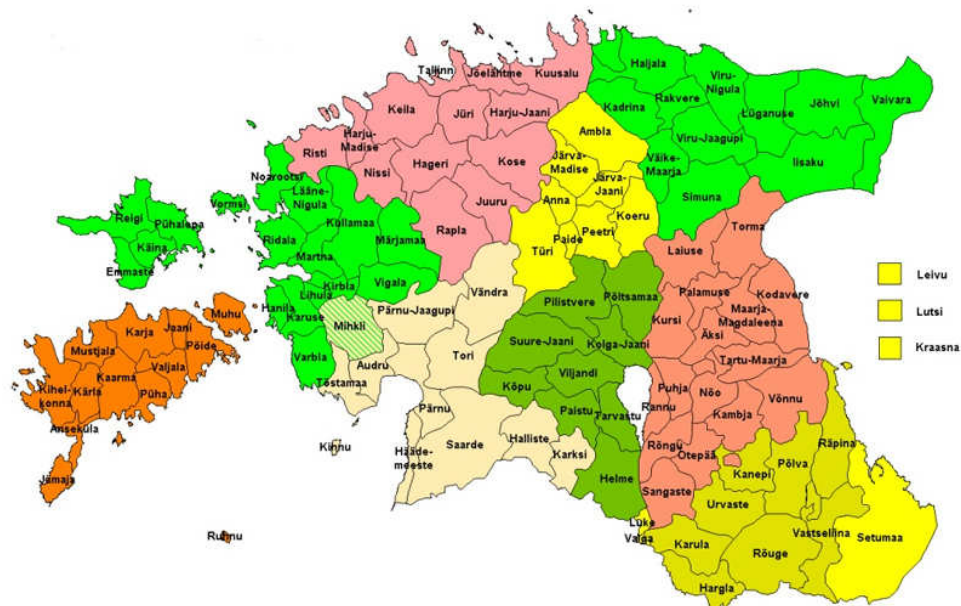 Tallinn
Jõelähtme
Kuusalu
Keila
Jüri
Harju-Jaani
Harju-
Madise
Risti
Nissi
Hageri
Kose
Juuru
Rapla
Haljala
Viru-
Nigula
Kadrina
Rakvere
Lüganuse
Jõhvi
Vaivara
Viru-Jaagupi
Väike-
Maarja
Iisaku
Simuna
Ambla
Järva-
Madise
Järva-
Jaani
Anna
Koeru
Peetri
Paide
Türi
Noarootsi
Vormsi
Lääne-
Nigula
Kullamaa
Ridala
Martha
Märjamaa
Kirbla
Vigala
Lihula
Hanila
Karuse
Varbla
Mihkli
Reigi
Pühalepa
Käina
Emmaste
Muhu
Jaani
Karja
Pöide
Mustjala
Valjala
Kaarma
Kihel-
konna
Kärla
Püha
Anseküla
Jämaja
Ruhnu
Kihnu
Pärnu-Jaagupi
Vändra
Tori
Audru
Tõstamaa
Pärnu
Saarde
Häãde-
meeste
Halliste
Karksi
Pilistvere
Põltsamaa
Suure-Jaani
Kolga-Jaani
Viljandi
Kõpu
Paistu
Tarvastu
Helme
Laiuse
Torma
Palamuse
Kodavere
Kursi
Maarja-
Magdaleena
Äksi
Tartu-Maarja
Puhja
Nõo
Võnnu
Rannu
Kambja
Rõngu
Otepää
Sangaste
Kanepi
Põlva
Räpina
Urvaste
Luke
Valga
Karula
Rõuge
Vastseliina
Setumaa
Hargla
Leivu
Lutsi
Kraasna